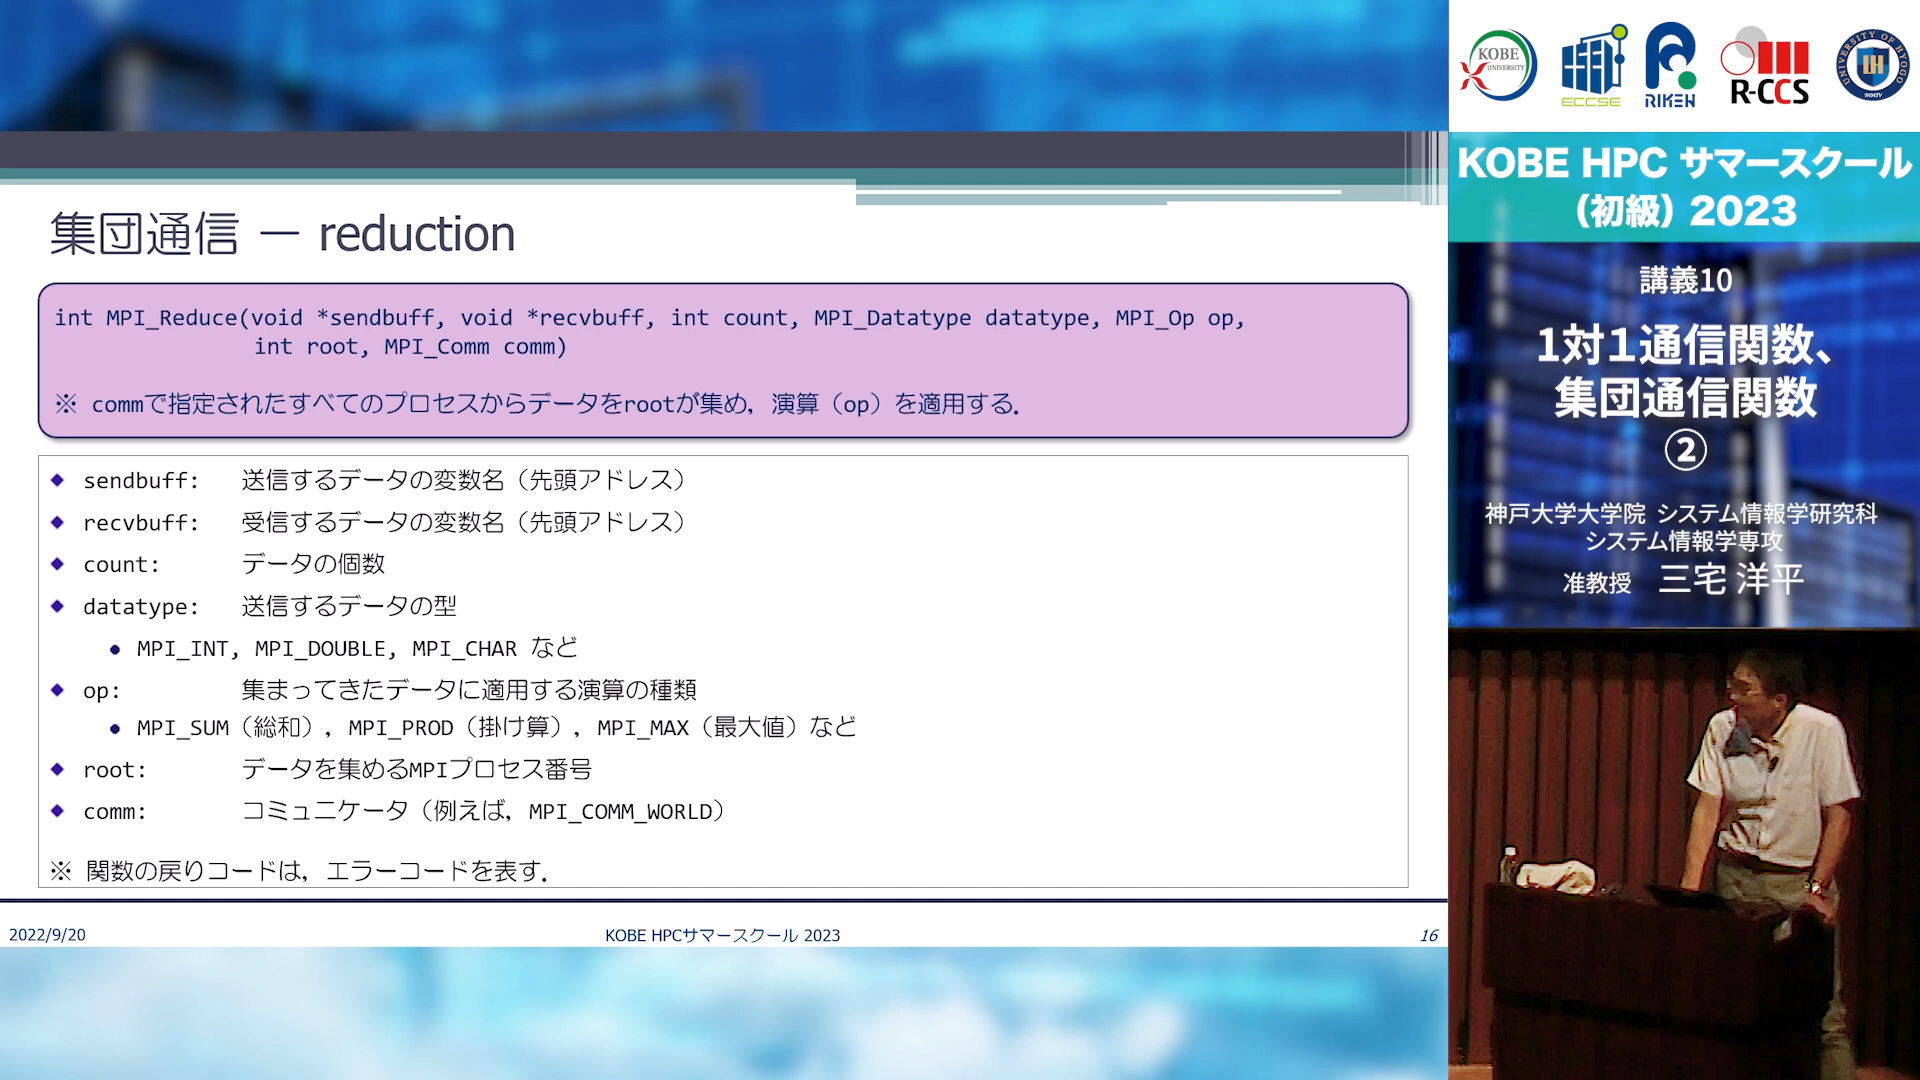 集団通信 － reduction
int MPI_Reduce(void *sendbuff, void *recvbuff, int count, MPI_Datatype datatype, MPI_Op op,
int root, MPI_Comm comm)
※ commで指定されたすべてのプロセスからデータをrootが集め，演算（op）を適用する．
◆ sendbuff: 送信するデータの変数名（先頭アドレス）
◆ recvbuff: 受信するデータの変数名（先頭アドレス）
◆ count: データの個数
◆ datatype: 送信するデータの型
● MPI_INT, MPI_DOUBLE, MPI_CHAR など
◆ op: 集まってきたデータに適用する演算の種類
● MPI_SUM（総和）, MPI_PROD（掛け算）, MPI_MAX（最大値）など
◆ root: データを集めるMPIプロセス番号
◆ comm: コミュニケータ（例えば，MPI_COMM_WORLD）
※ 関数の戻りコードは，エラーコードを表す．
2022/9/20
KOBE HPCサマースクール 2023
16
KOBE
UNIVERSITY
ECCSE
RIKEN
R-CCS
UNIVERSITY OF HYOGO
KOBE HPC サマースクール
（初級）2023
講義10
1対１通信関数、
集団通信関数
②
神戸大学大学院 システム情報学研究科
システム情報学専攻
准教授 三宅 洋平